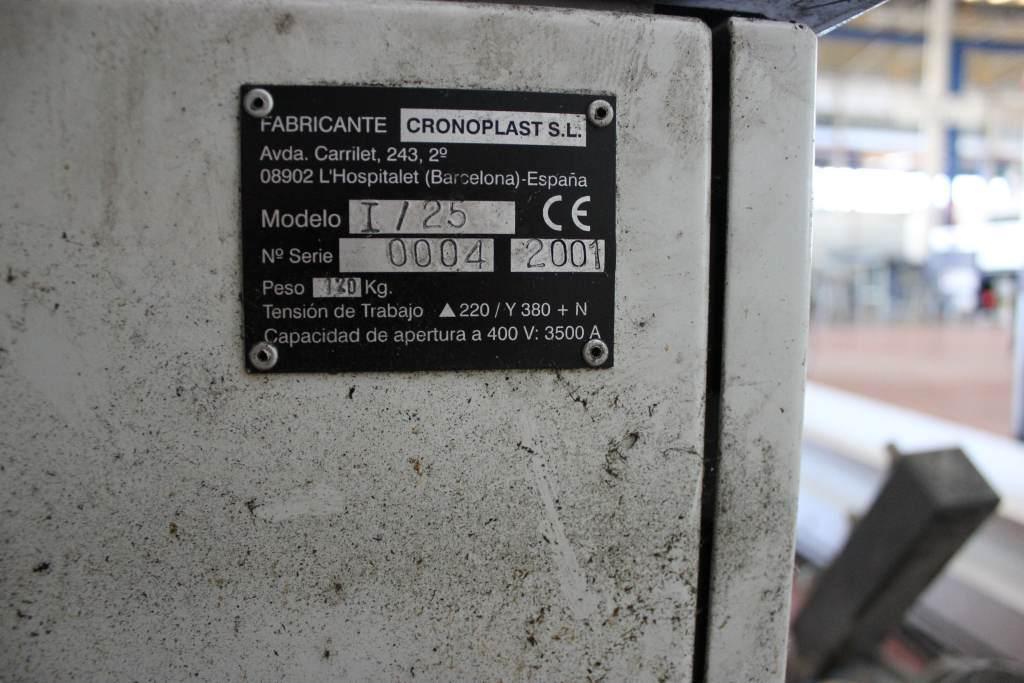 FABRICANTE CRONOPLAST S.L.
Avda. Carrilet, 243, 2º
08902 L'Hospitalet (Barcelona)-España
Modelo I/25 CE
Nº Serie 0004 2001
Peso Kg.
Tensión de Trabajo ▲ 220 / Y 380 + N
Capacidad de apertura a 400 V: 3500 A